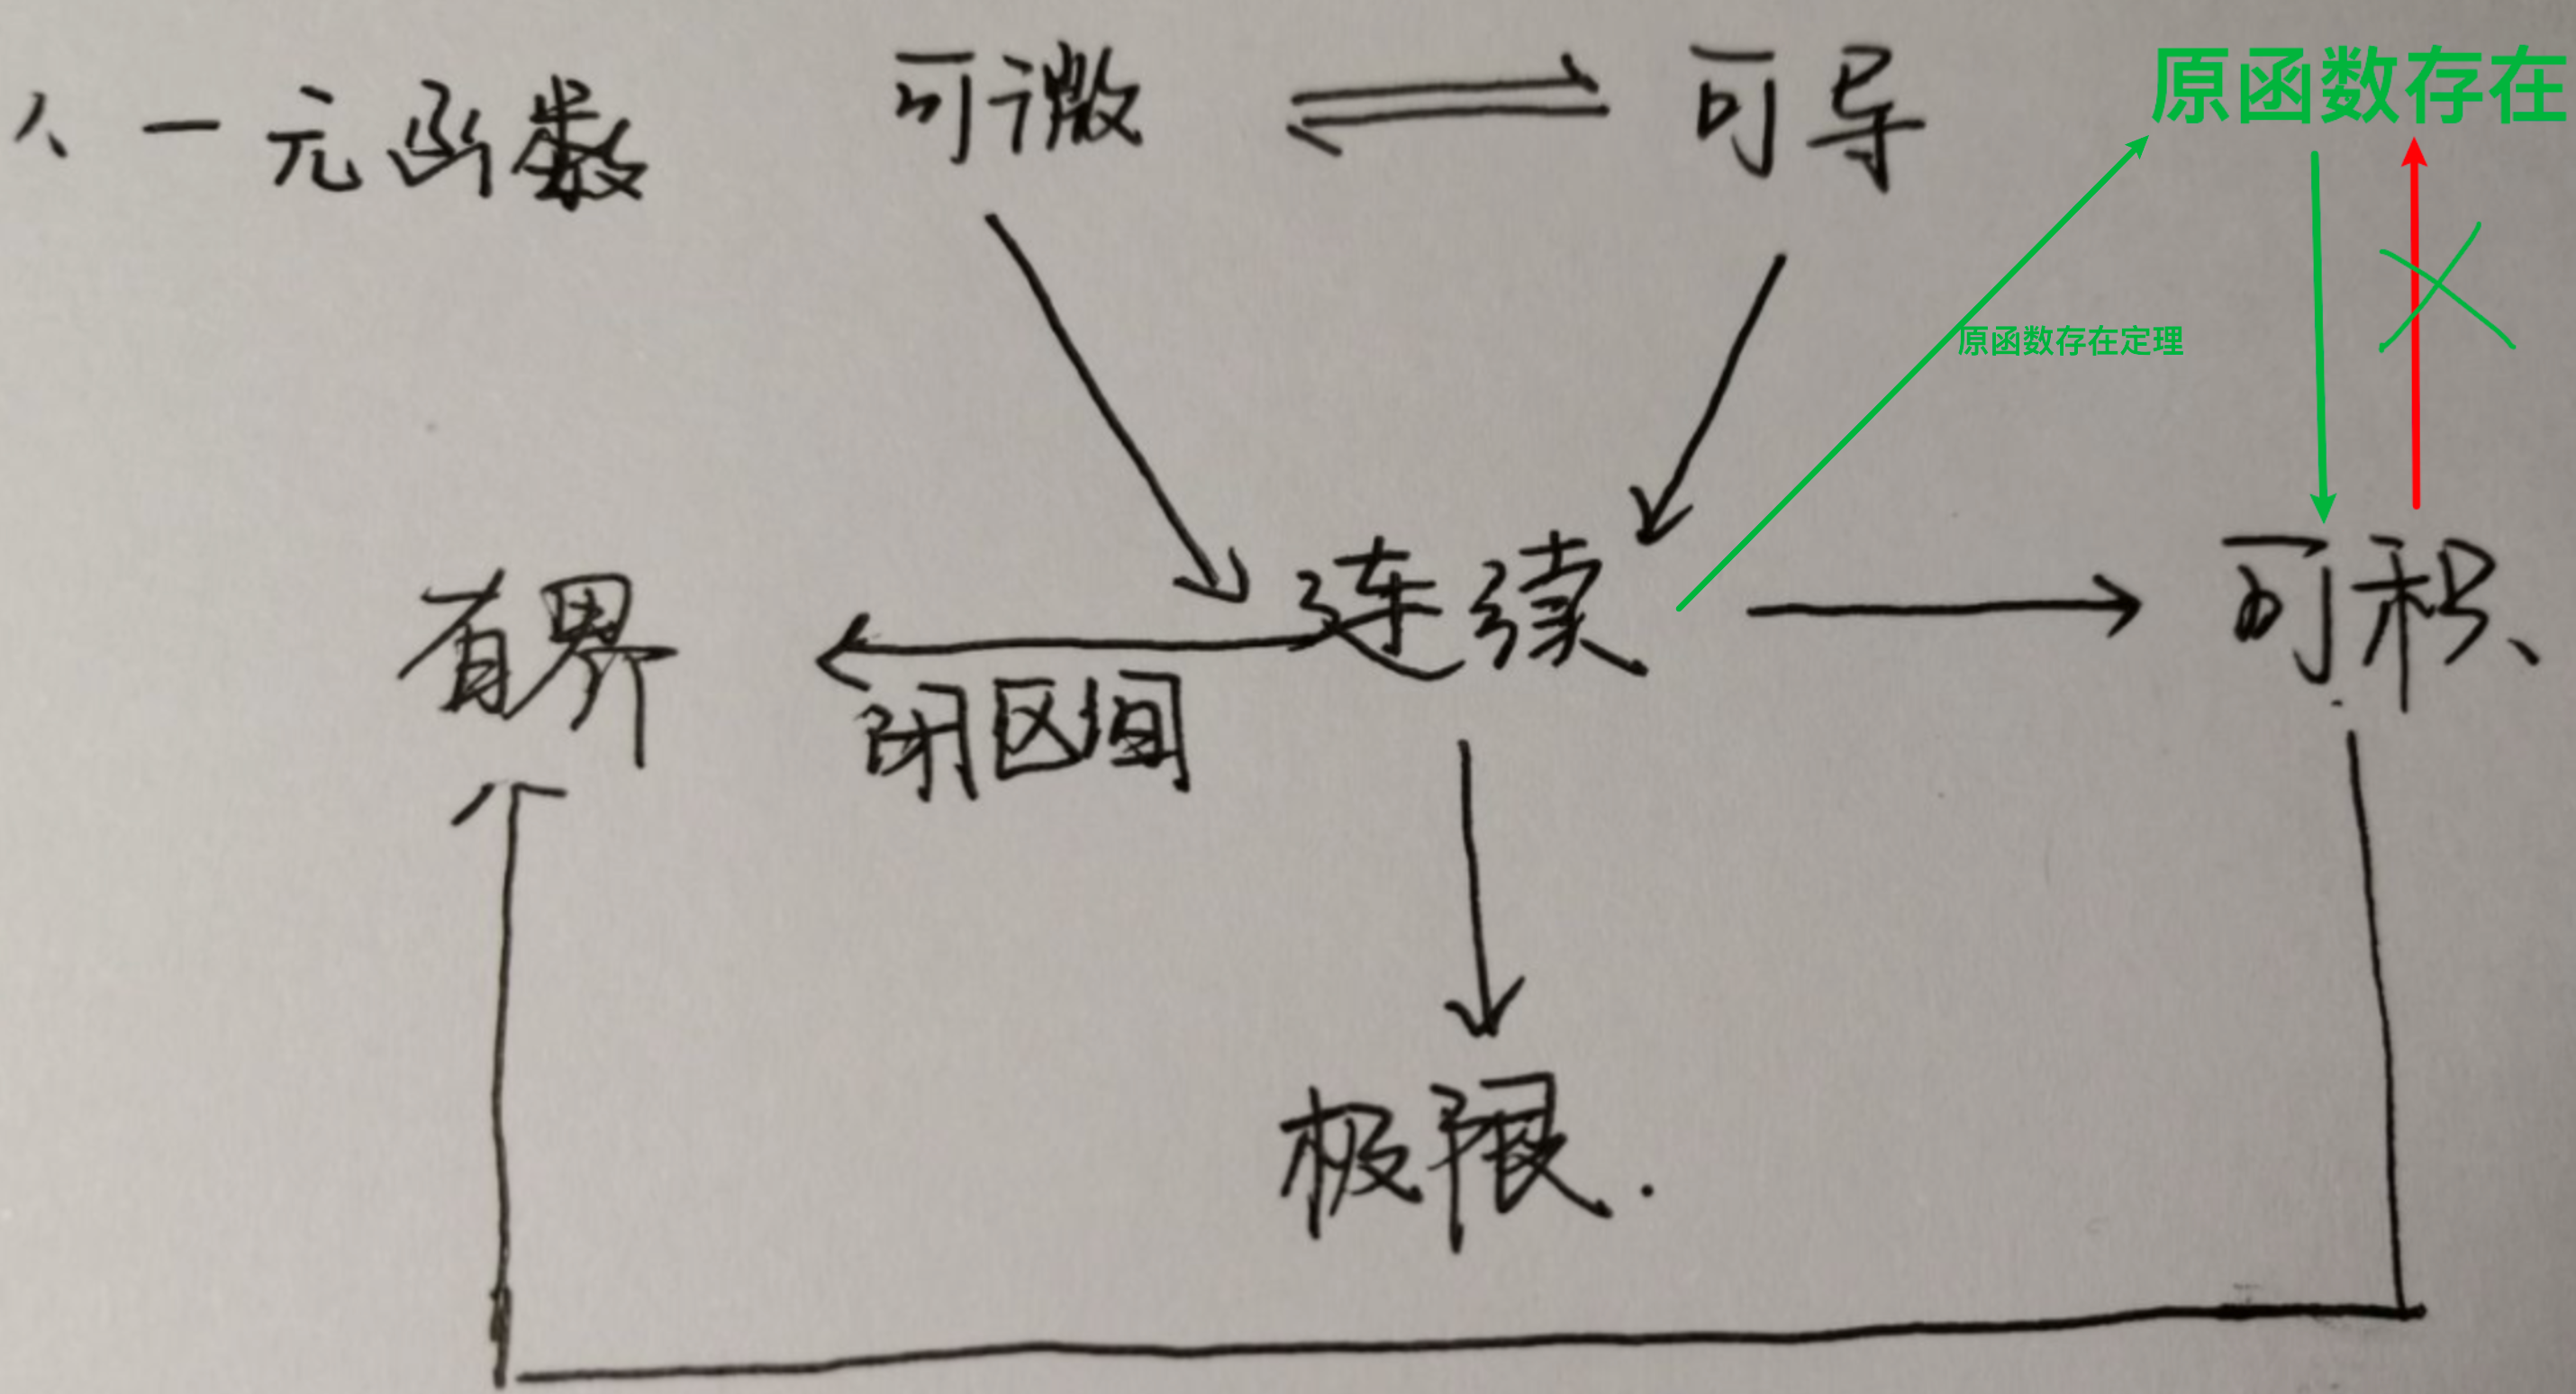 1、一元函数 可微 可导 原函数存在
原函数存在定理
有界 连续 可积、
闭区间
极限.